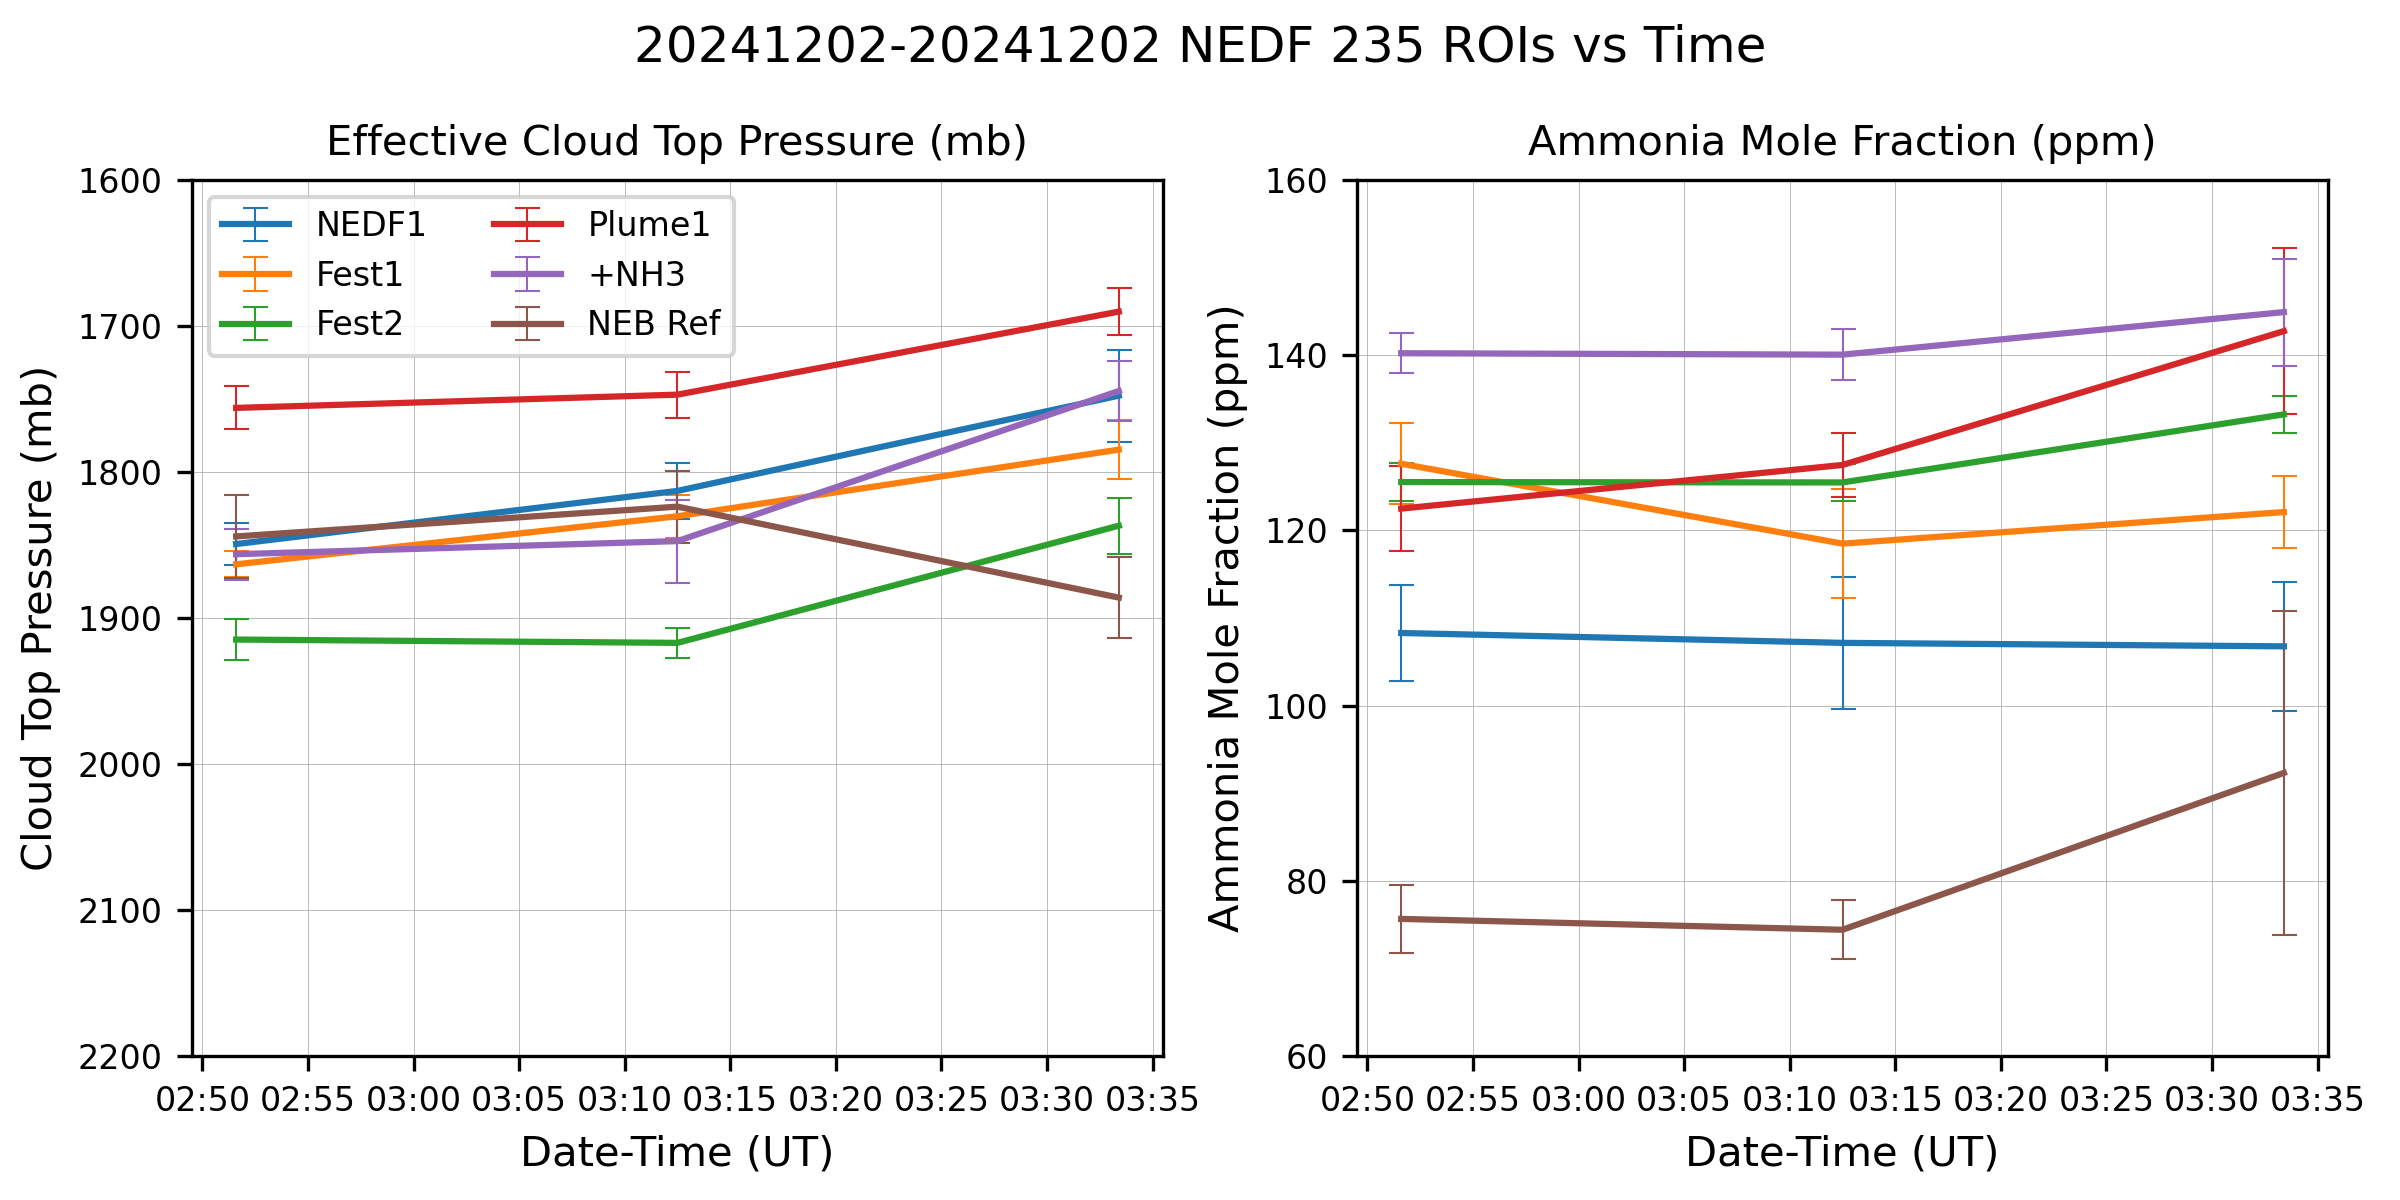 20241202-20241202 NEDF 235 ROIs vs Time
Effective Cloud Top Pressure (mb)
Cloud Top Pressure (mb)
1600
1700
1800
1900
2000
2100
2200
NEDF1
Fest1
Fest2
Plume1
+NH3
NEB Ref
02:50 02:55 03:00 03:05 03:10 03:15 03:20 03:25 03:30 03:35
Date-Time (UT)
Ammonia Mole Fraction (ppm)
Ammonia Mole Fraction (ppm)
160
140
120
100
80
60
02:50 02:55 03:00 03:05 03:10 03:15 03:20 03:25 03:30 03:35
Date-Time (UT)